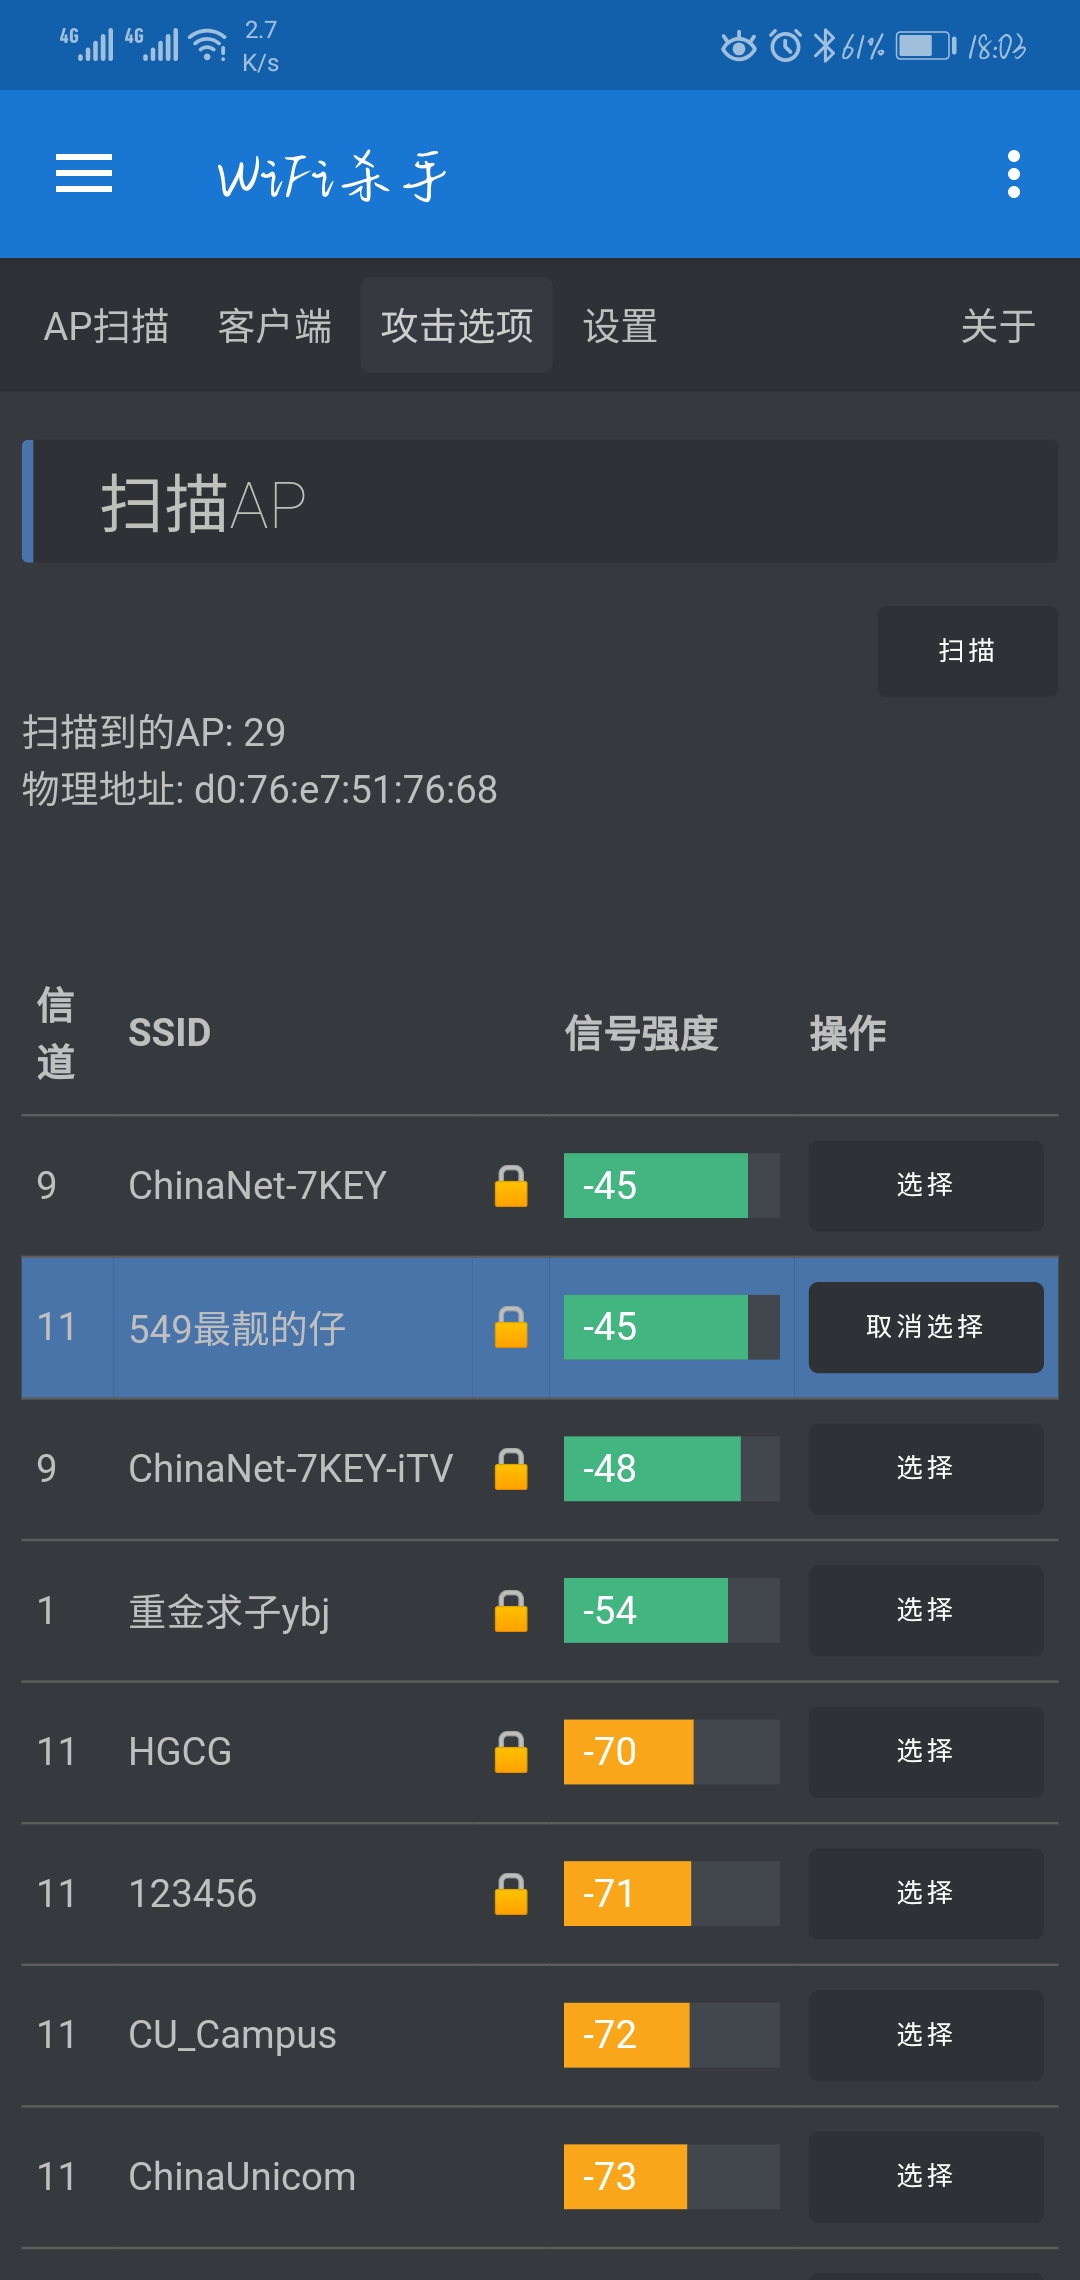 4G 4G 2.7 K/s 61% 18:03
WiFi杀手
AP扫描 客户端 攻击选项 设置 关于
扫描AP
扫描
扫描到的AP: 29
物理地址: d0:76:e7:51:76:68
信道 SSID 信号强度 操作
9 ChinaNet-7KEY -45 选择
11 549最靓的仔 -45 取消选择
9 ChinaNet-7KEY-iTV -48 选择
1 重金求子ybj -54 选择
11 HGCG -70 选择
11 123456 -71 选择
11 CU_Campus -72 选择
11 ChinaUnicom -73 选择